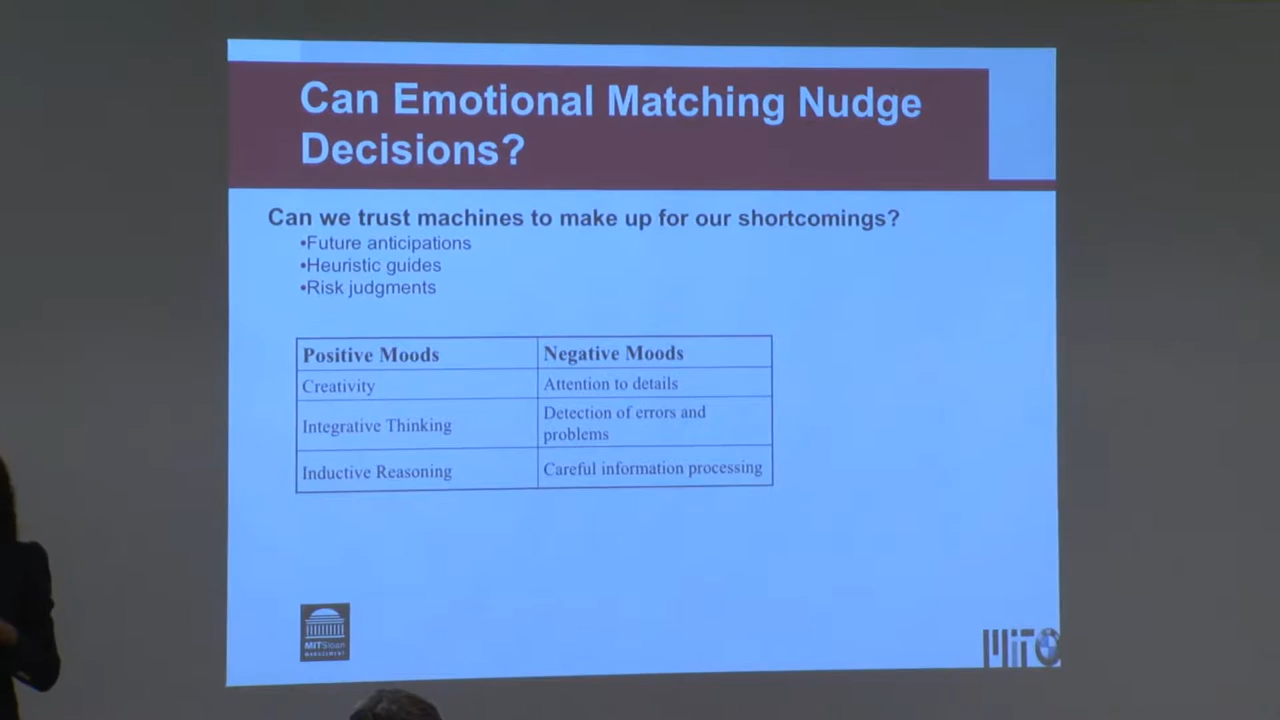 Can Emotional Matching Nudge
Decisions?
Can we trust machines to make up for our shortcomings?
•Future anticipations
•Heuristic guides
•Risk judgments
Positive Moods Negative Moods
Creativity Attention to details
Integrative Thinking Detection of errors and
problems
Inductive Reasoning Careful information processing
MITSloan
MANAGEMENT
MIT